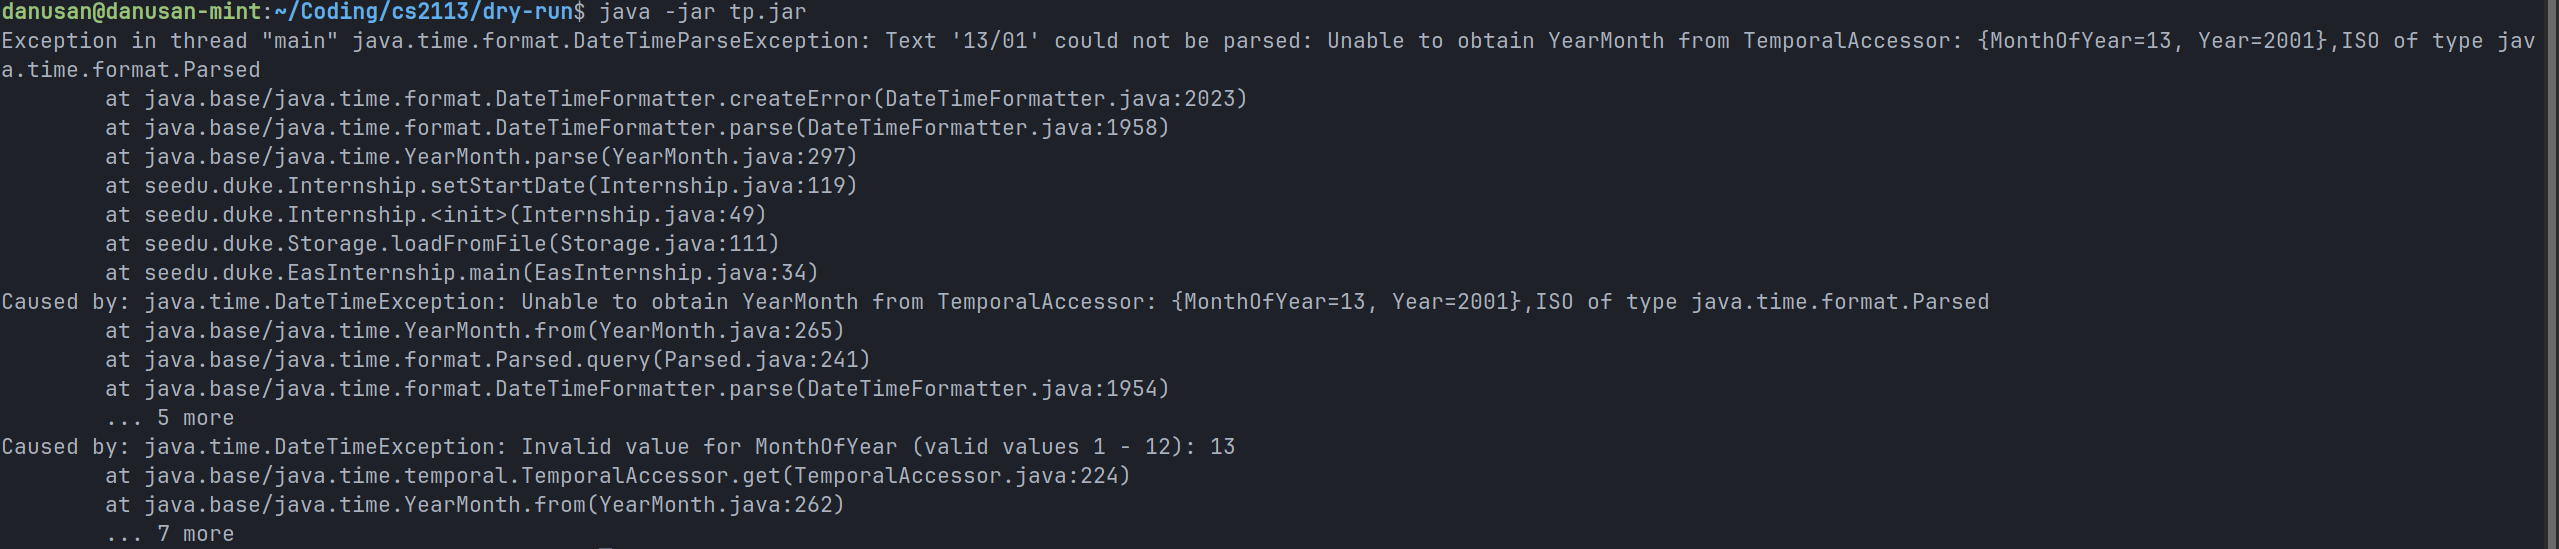 danusan@danusan-mint:~/Coding/cs2113/dry-run$ java -jar tp.jar
Exception in thread "main" java.time.format.DateTimeParseException: Text '13/01' could not be parsed: Unable to obtain YearMonth from TemporalAccessor: {MonthOfYear=13, Year=2001},ISO of type jav
a.time.format.Parsed
        at java.base/java.time.format.DateTimeFormatter.createError(DateTimeFormatter.java:2023)
        at java.base/java.time.format.DateTimeFormatter.parse(DateTimeFormatter.java:1958)
        at java.base/java.time.YearMonth.parse(YearMonth.java:297)
        at seedu.duke.Internship.setStartDate(Internship.java:119)
        at seedu.duke.Internship.<init>(Internship.java:49)
        at seedu.duke.Storage.loadFromFile(Storage.java:111)
        at seedu.duke.EasInternship.main(EasInternship.java:34)
Caused by: java.time.DateTimeException: Unable to obtain YearMonth from TemporalAccessor: {MonthOfYear=13, Year=2001},ISO of type java.time.format.Parsed
        at java.base/java.time.YearMonth.from(YearMonth.java:265)
        at java.base/java.time.format.Parsed.query(Parsed.java:241)
        at java.base/java.time.format.DateTimeFormatter.parse(DateTimeFormatter.java:1954)
        ... 5 more
Caused by: java.time.DateTimeException: Invalid value for MonthOfYear (valid values 1 - 12): 13
        at java.base/java.time.temporal.TemporalAccessor.get(TemporalAccessor.java:224)
        at java.base/java.time.YearMonth.from(YearMonth.java:262)
        ... 7 more